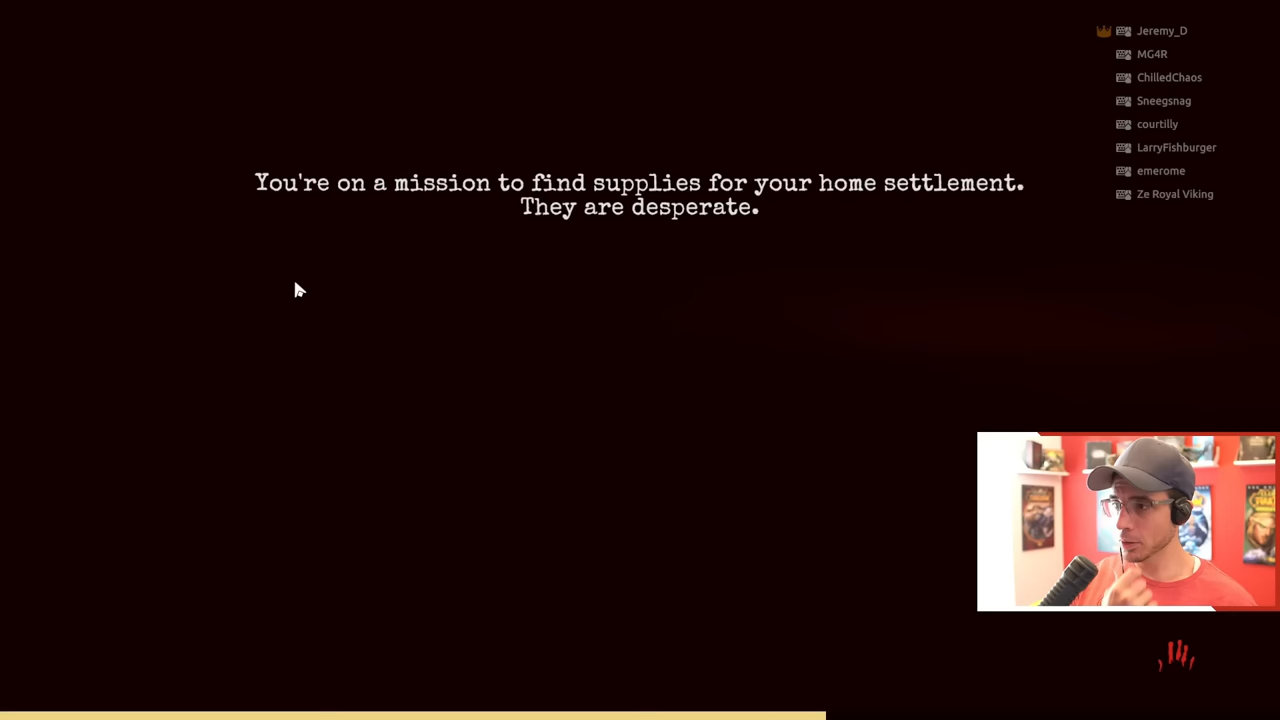 You're on a mission to find supplies for your home settlement.
They are desperate.
Jeremy_D
MG4R
ChilledChaos
Sneegsnag
courtilly
LarryFishburger
emerome
Ze Royal Viking